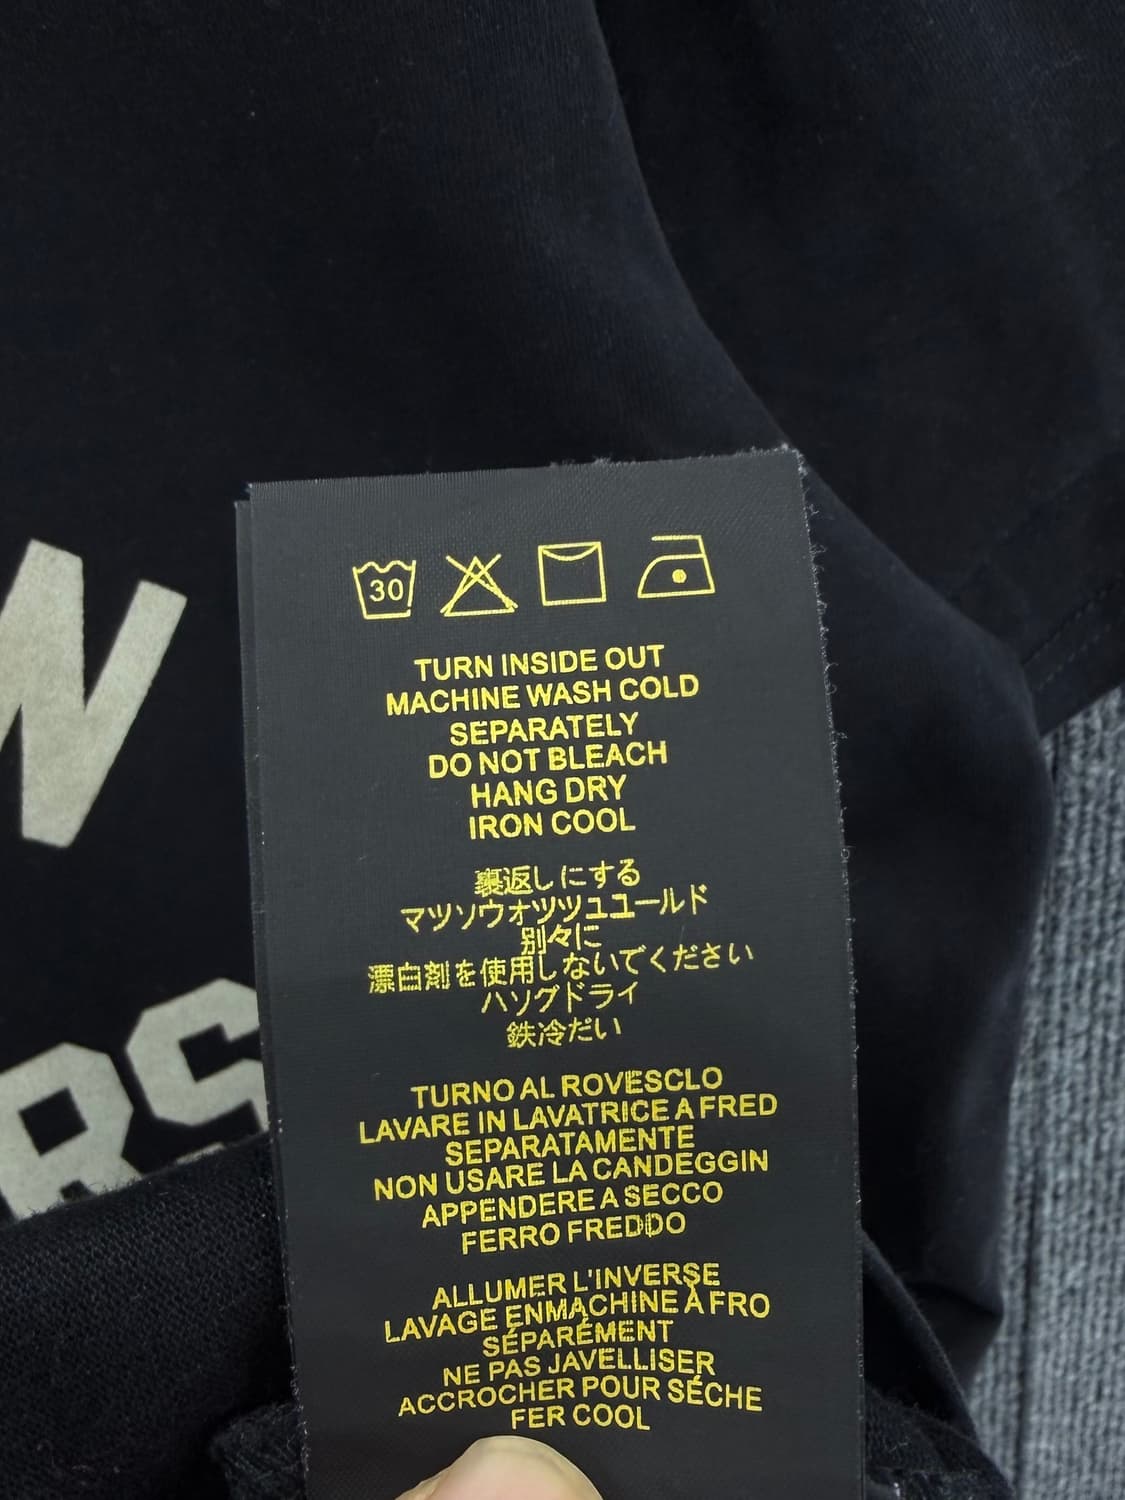 N
RS
30
TURN INSIDE OUT
MACHINE WASH COLD
SEPARATELY
DO NOT BLEACH
HANG DRY
IRON COOL
裏返しにする
マツソウォツツユユールド
別々に
漂白剤を使用しないでください
ハソグドライ
鉄冷だい
TURNO AL ROVESCLO
LAVARE IN LAVATRICE A FRED
SEPARATAMENTE
NON USARE LA CANDEGGIN
APPENDERE A SECCO
FERRO FREDDO
ALLUMER L'INVERSE
LAVAGE ENMACHINE À FRO
SÉPARÉMENT
NE PAS JAVELLISER
ACCROCHER POUR SÉCHE
FER COOL